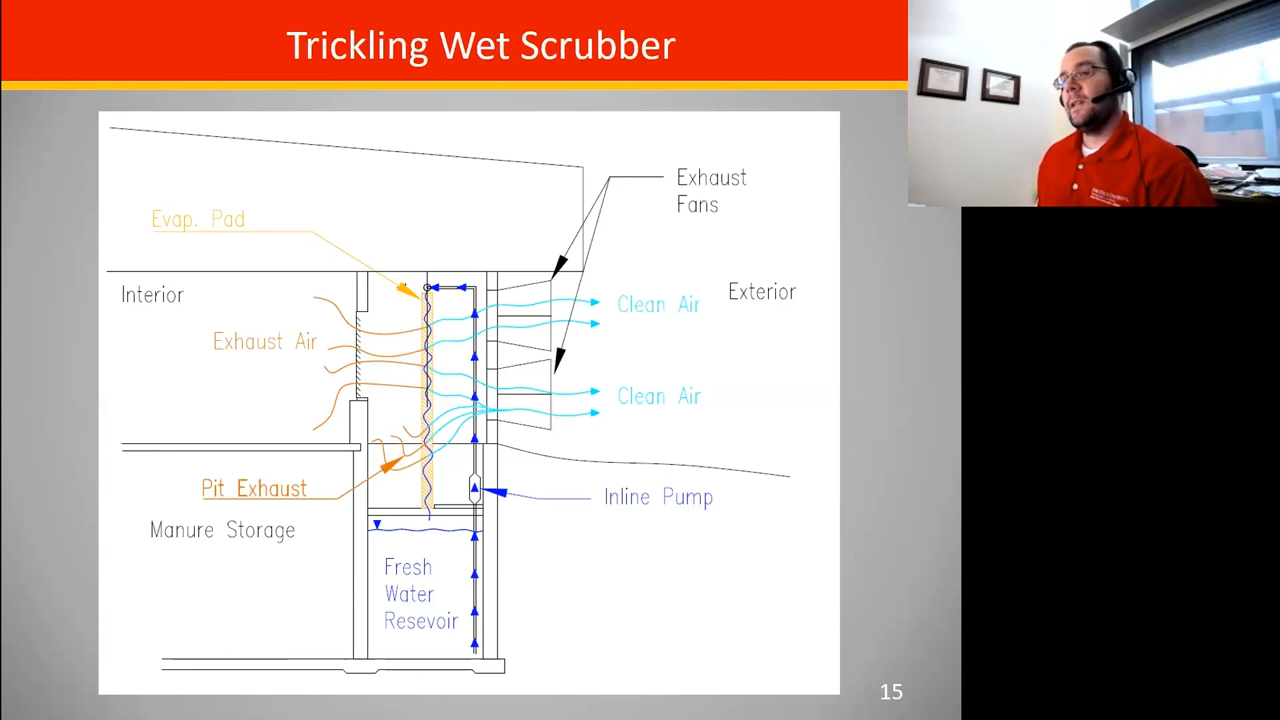 Trickling Wet Scrubber
Exhaust
Fans
Evap. Pad
Interior
Exterior
Clean Air
Exhaust Air
Clean Air
Pit Exhaust
Inline Pump
Manure Storage
Fresh
Water
Resevoir
15